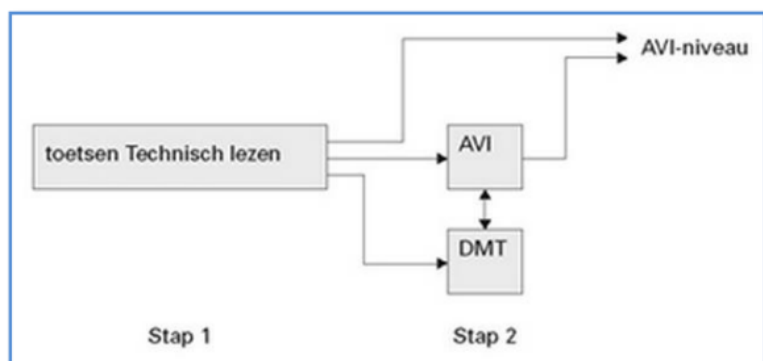 AVI-niveau
toetsen Technisch lezen
AVI
DMT
Stap 1
Stap 2